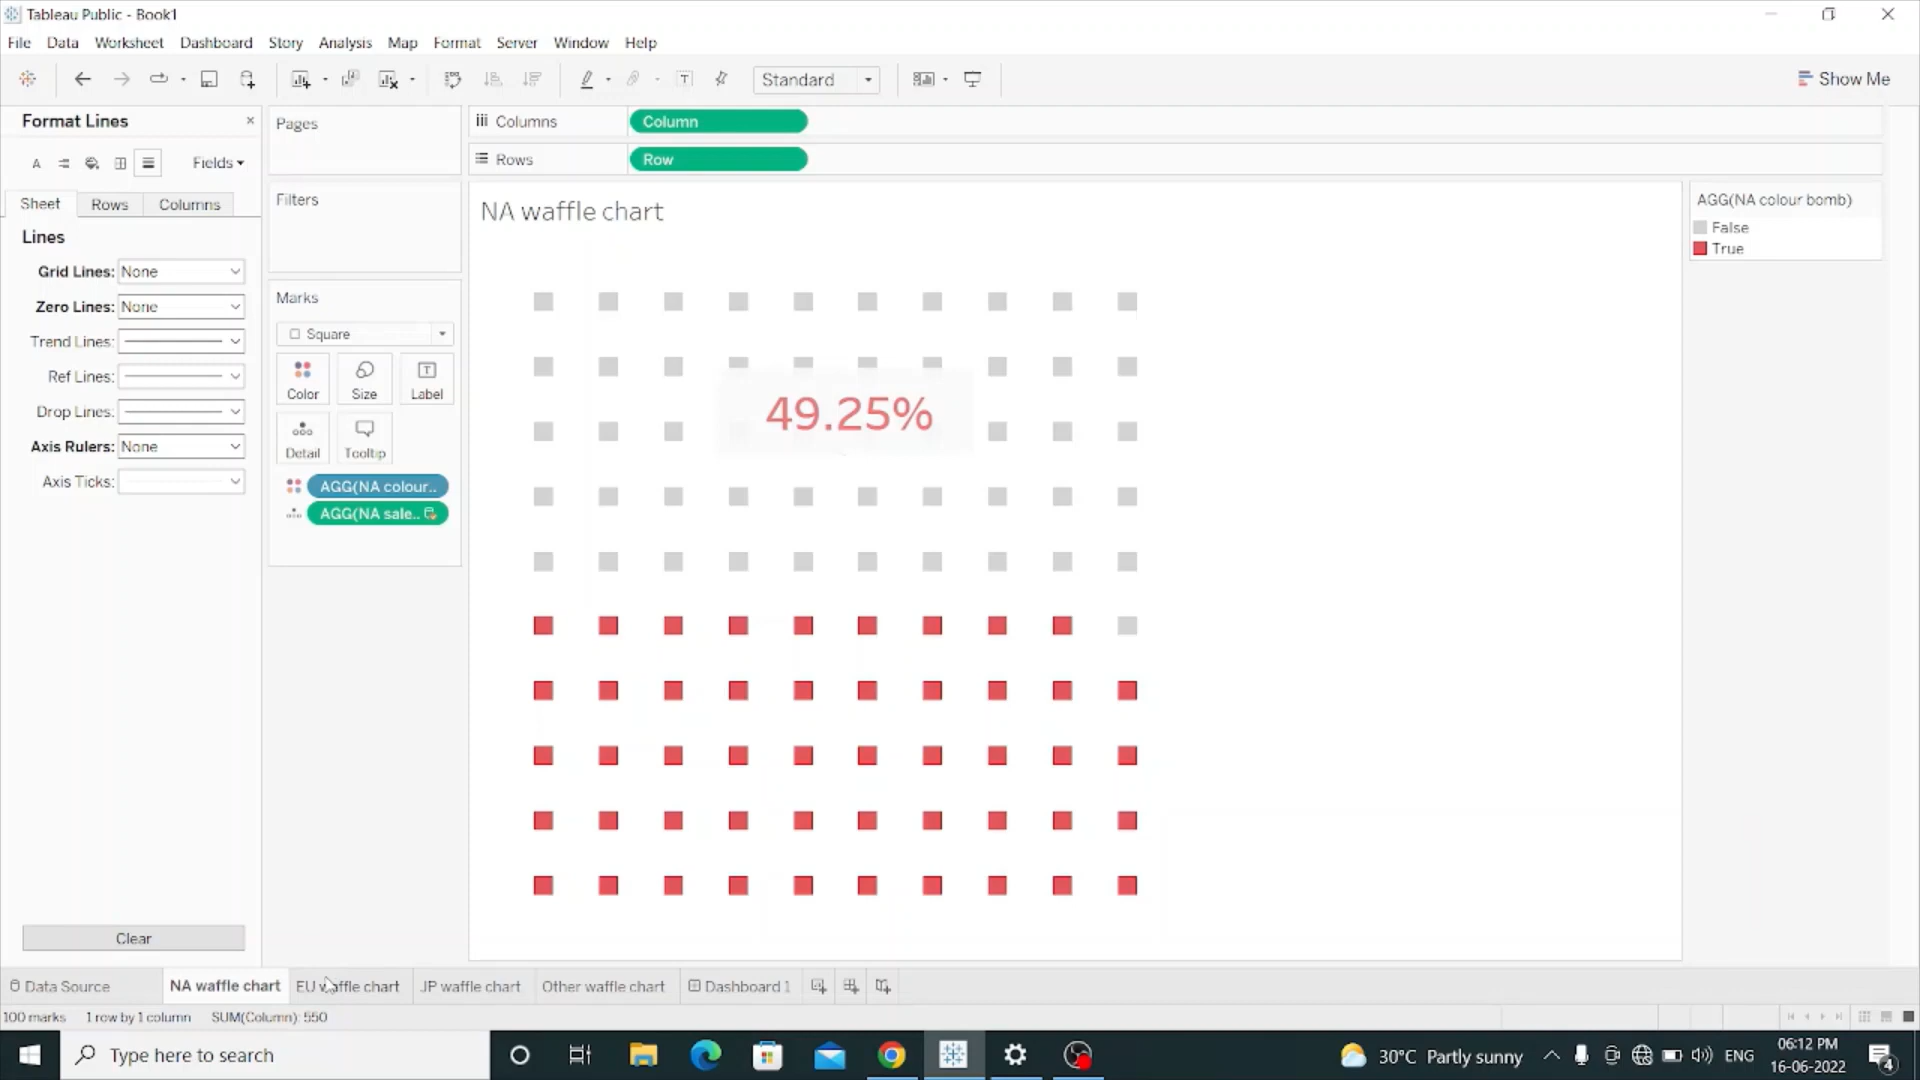 Tableau Public - Book1
File Data Worksheet Dashboard Story Analysis Map Format Server Window Help
Standard
Show Me
Format Lines
Fields
Sheet Rows Columns
Lines
Grid Lines: None
Zero Lines: None
Trend Lines:
Ref Lines:
Drop Lines:
Axis Rulers: None
Axis Ticks:
Clear
Pages
Filters
Marks
Square
Color Size Label
Detail Tooltip
AGG(NA colour..
AGG(NA sale..
Columns Column
Rows Row
NA waffle chart
49.25%
AGG(NA colour bomb)
False
True
Data Source NA waffle chart EU waffle chart JP waffle chart Other waffle chart Dashboard 1
100 marks 1 row by 1 column SUM(Column): 550
Type here to search
30°C Partly sunny
ENG
06:12 PM
16-06-2022
4